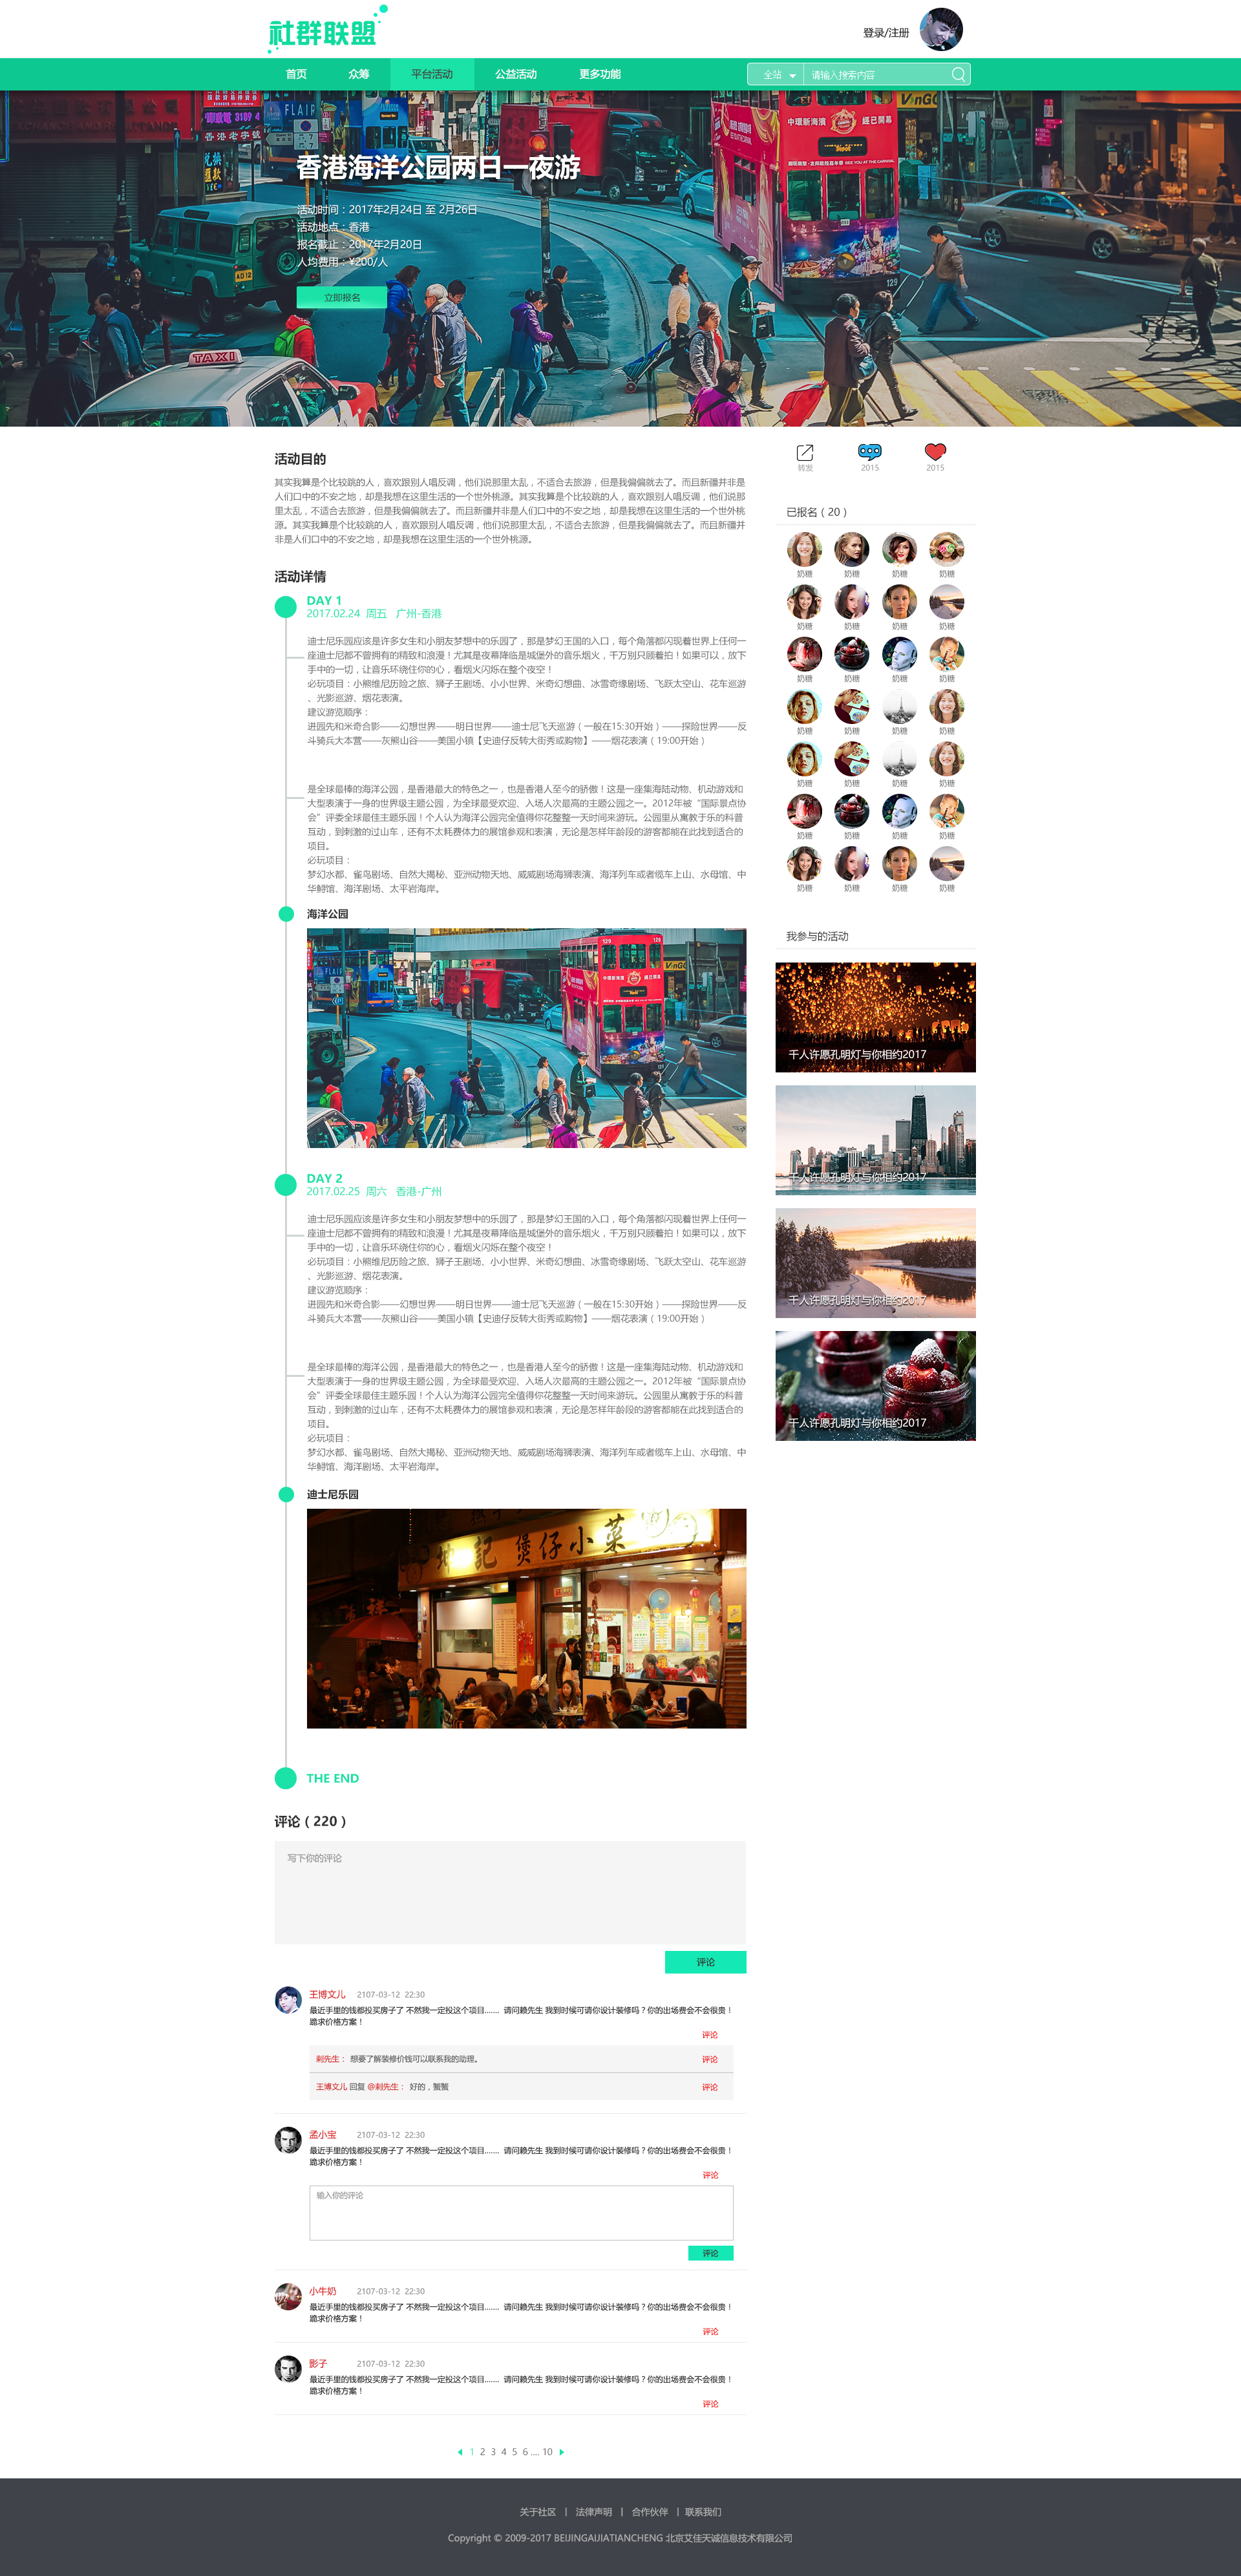 社群联盟
登录/注册
首页 众筹 平台活动 公益活动 更多功能
全站 请输入搜索内容
香港海洋公园两日一夜游
活动时间：2017年2月24日 至 2月26日
活动地点：香港
报名截止：2017年2月20日
人均费用：¥200/人
立即报名
转发 2015 2015
活动目的
其实我算是个比较跳的人，喜欢跟别人唱反调，他们说那里太乱，不适合去旅游，但是我偏偏就去了。而且新疆并非是
人们口中的不安之地，却是我想在这里生活的一个世外桃源。其实我算是个比较跳的人，喜欢跟别人唱反调，他们说那
里太乱，不适合去旅游，但是我偏偏就去了。而且新疆并非是人们口中的不安之地，却是我想在这里生活的一个世外桃
源。其实我算是个比较跳的人，喜欢跟别人唱反调，他们说那里太乱，不适合去旅游，但是我偏偏就去了。而且新疆并
非是人们口中的不安之地，却是我想在这里生活的一个世外桃源。
活动详情
DAY 1
2017.02.24 周五 广州-香港
迪士尼乐园应该是许多女生和小朋友梦想中的乐园了，那是梦幻王国的入口，每个角落都闪现着世界上任何一
座迪士尼都不曾拥有的精致和浪漫！尤其是夜幕降临是城堡外的音乐烟火，千万别只顾着拍！如果可以，放下
手中的一切，让音乐环绕住你的心，看烟火闪烁在整个夜空！
必玩项目：小熊维尼历险之旅、狮子王剧场、小小世界、米奇幻想曲、冰雪奇缘剧场、飞跃太空山、花车巡游
、光影巡游、烟花表演。
建议游览顺序：
进园先和米奇合影——幻想世界——明日世界——迪士尼飞天巡游（一般在15:30开始）——探险世界——反
斗骑兵大本营——灰熊山谷——美国小镇【史迪仔反转大街秀或购物】——烟花表演（19:00开始）
是全球最棒的海洋公园，是香港最大的特色之一，也是香港人至今的骄傲！这是一座集海陆动物、机动游戏和
大型表演于一身的世界级主题公园，为全球最受欢迎、入场人次最高的主题公园之一。2012年被“国际景点协
会”评委全球最佳主题乐园！个人认为海洋公园完全值得你花整整一天时间来游玩。公园里从寓教于乐的科普
互动，到刺激的过山车，还有不太耗费体力的展馆参观和表演，无论是怎样年龄段的游客都能在此找到适合的
项目。
必玩项目：
梦幻水都、雀鸟剧场、自然大揭秘、亚洲动物天地、威威剧场海狮表演、海洋列车或者缆车上山、水母馆、中
华鲟馆、海洋剧场、太平岩海岸。
海洋公园
DAY 2
2017.02.25 周六 香港-广州
迪士尼乐园应该是许多女生和小朋友梦想中的乐园了，那是梦幻王国的入口，每个角落都闪现着世界上任何一
座迪士尼都不曾拥有的精致和浪漫！尤其是夜幕降临是城堡外的音乐烟火，千万别只顾着拍！如果可以，放下
手中的一切，让音乐环绕住你的心，看烟火闪烁在整个夜空！
必玩项目：小熊维尼历险之旅、狮子王剧场、小小世界、米奇幻想曲、冰雪奇缘剧场、飞跃太空山、花车巡游
、光影巡游、烟花表演。
建议游览顺序：
进园先和米奇合影——幻想世界——明日世界——迪士尼飞天巡游（一般在15:30开始）——探险世界——反
斗骑兵大本营——灰熊山谷——美国小镇【史迪仔反转大街秀或购物】——烟花表演（19:00开始）
是全球最棒的海洋公园，是香港最大的特色之一，也是香港人至今的骄傲！这是一座集海陆动物、机动游戏和
大型表演于一身的世界级主题公园，为全球最受欢迎、入场人次最高的主题公园之一。2012年被“国际景点协
会”评委全球最佳主题乐园！个人认为海洋公园完全值得你花整整一天时间来游玩。公园里从寓教于乐的科普
互动，到刺激的过山车，还有不太耗费体力的展馆参观和表演，无论是怎样年龄段的游客都能在此找到适合的
项目。
必玩项目：
梦幻水都、雀鸟剧场、自然大揭秘、亚洲动物天地、威威剧场海狮表演、海洋列车或者缆车上山、水母馆、中
华鲟馆、海洋剧场、太平岩海岸。
迪士尼乐园
THE END
已报名（20）
奶糖 奶糖 奶糖 奶糖
奶糖 奶糖 奶糖 奶糖
奶糖 奶糖 奶糖 奶糖
奶糖 奶糖 奶糖 奶糖
奶糖 奶糖 奶糖 奶糖
奶糖 奶糖 奶糖 奶糖
奶糖 奶糖 奶糖 奶糖
我参与的活动
千人许愿孔明灯与你相约2017
千人许愿孔明灯与你相约2017
千人许愿孔明灯与你相约2017
千人许愿孔明灯与你相约2017
评论（220）
写下你的评论
评论
王博文儿 2107-03-12 22:30
最近手里的钱都投买房子了 不然我一定投这个项目....... 请问赖先生 我到时候可请你设计装修吗？你的出场费会不会很贵！
跪求价格方案！
评论
剌先生： 想要了解装修价钱可以联系我的助理。 评论
王博文儿 回复 @剌先生： 好的，蟹蟹 评论
孟小宝 2107-03-12 22:30
最近手里的钱都投买房子了 不然我一定投这个项目....... 请问赖先生 我到时候可请你设计装修吗？你的出场费会不会很贵！
跪求价格方案！
评论
输入你的评论
评论
小牛奶 2107-03-12 22:30
最近手里的钱都投买房子了 不然我一定投这个项目....... 请问赖先生 我到时候可请你设计装修吗？你的出场费会不会很贵！
跪求价格方案！
评论
影子 2107-03-12 22:30
最近手里的钱都投买房子了 不然我一定投这个项目....... 请问赖先生 我到时候可请你设计装修吗？你的出场费会不会很贵！
跪求价格方案！
评论
1 2 3 4 5 6 .... 10
关于社区 | 法律声明 | 合作伙伴 | 联系我们
Copyright © 2009-2017 BEIJINGAIJIATIANCHENG 北京艾佳天诚信息技术有限公司